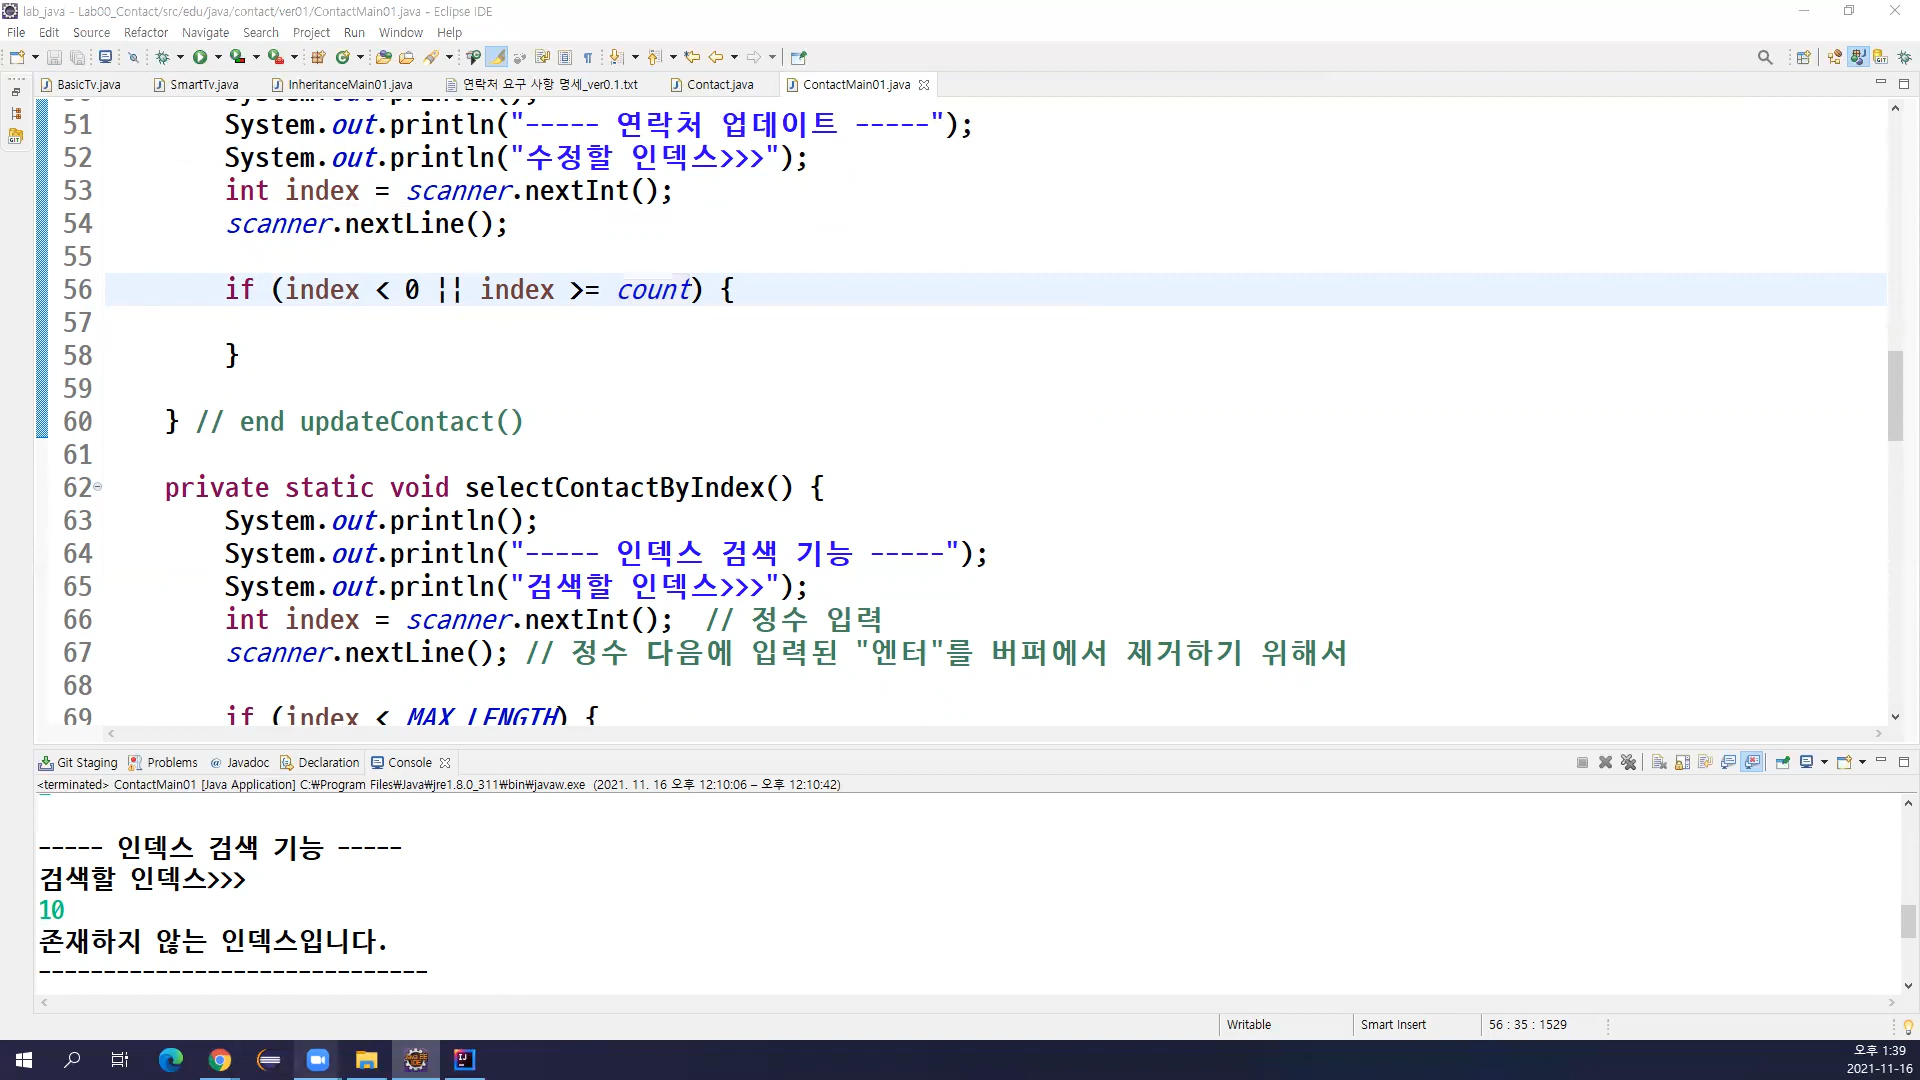 lab_java - Lab00_Contact/src/edu/java/contact/ver01/ContactMain01.java - Eclipse IDE
File Edit Source Refactor Navigate Search Project Run Window Help
BasicTv.java SmartTv.java InheritanceMain01.java 연락처 요구 사항 명세_ver0.1.txt Contact.java ContactMain01.java
System.out.println();
51 System.out.println("----- 연락처 업데이트 -----");
52 System.out.println("수정할 인덱스>>>");
53 int index = scanner.nextInt();
54 scanner.nextLine();
55
56 if (index < 0 || index >= count) {
57
58 }
59
60 } // end updateContact()
61
62 private static void selectContactByIndex() {
63 System.out.println();
64 System.out.println("----- 인덱스 검색 기능 -----");
65 System.out.println("검색할 인덱스>>>");
66 int index = scanner.nextInt(); // 정수 입력
67 scanner.nextLine(); // 정수 다음에 입력된 "엔터"를 버퍼에서 제거하기 위해서
68
69 if (index < MAX_LENGTH) {
Git Staging Problems @ Javadoc Declaration Console
<terminated> ContactMain01 [Java Application] C:₩Program Files₩Java₩jre1.8.0_311₩bin₩javaw.exe (2021. 11. 16 오후 12:10:06 – 오후 12:10:42)
----- 인덱스 검색 기능 -----
검색할 인덱스>>>
10
존재하지 않는 인덱스입니다.
------------------------------
Writable Smart Insert 56 : 35 : 1529
오후 1:39
2021-11-16